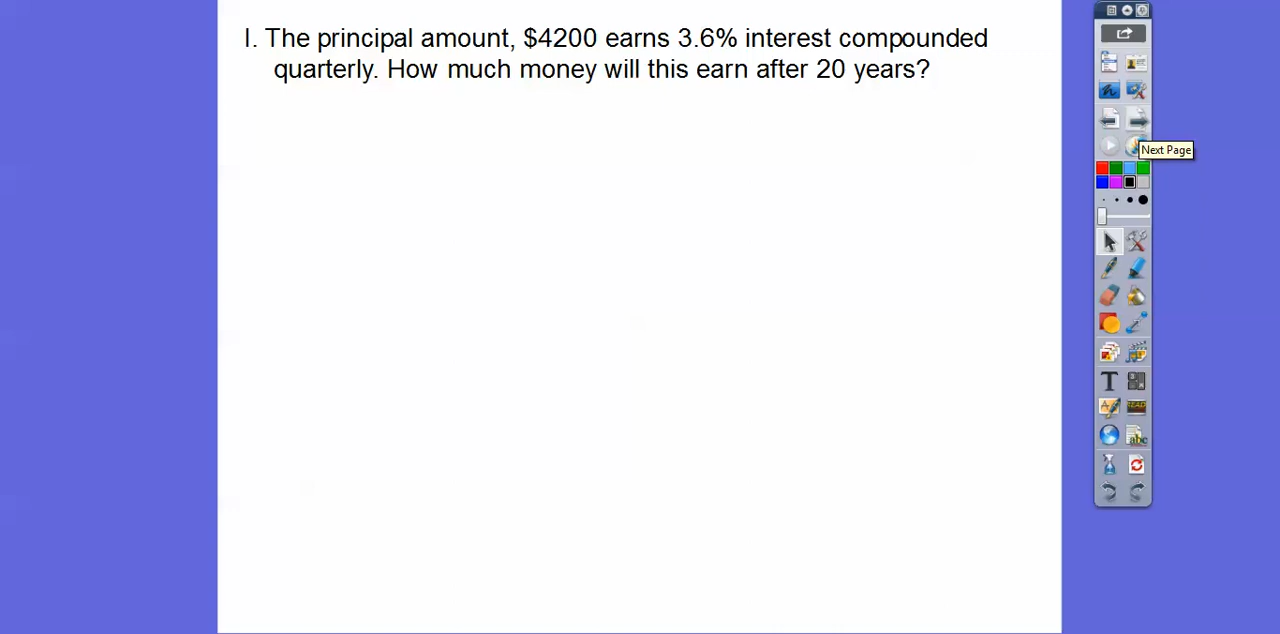 I. The principal amount, $4200 earns 3.6% interest compounded
quarterly. How much money will this earn after 20 years?
Next Page
T
abc